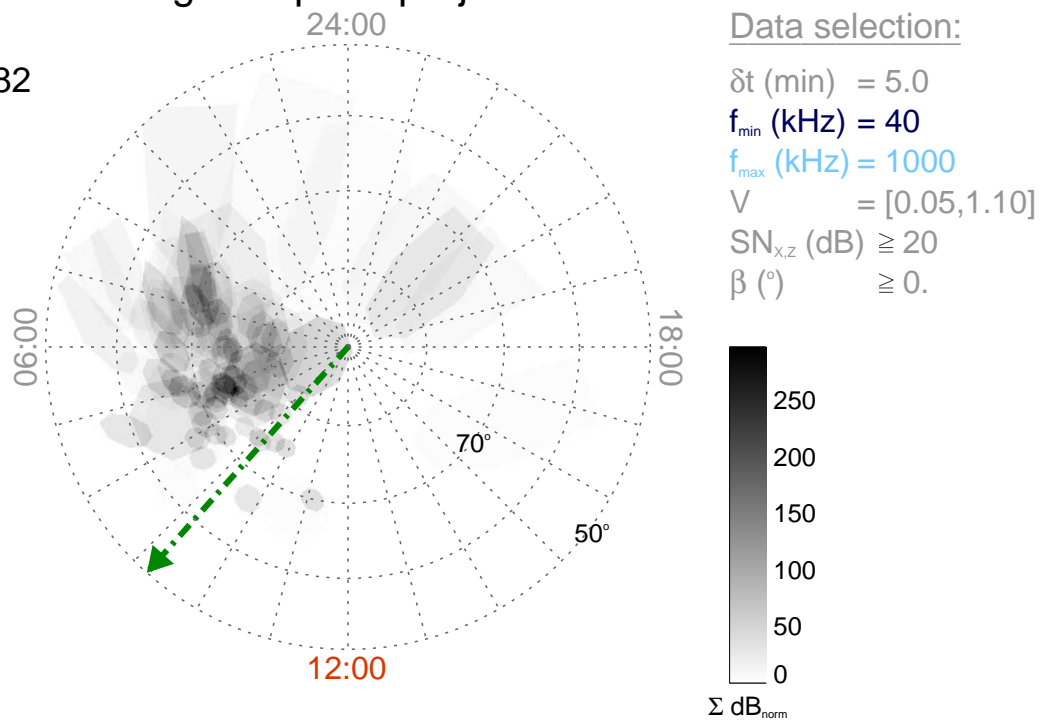 24:00
82
06:00
18:00
70°
50°
12:00
Data selection:
δt (min) = 5.0
f_min (kHz) = 40
f_max (kHz) = 1000
V = [0.05,1.10]
SN_X,Z (dB) ≧ 20
β (°) ≧ 0.
250
200
150
100
50
0
Σ dB_norm